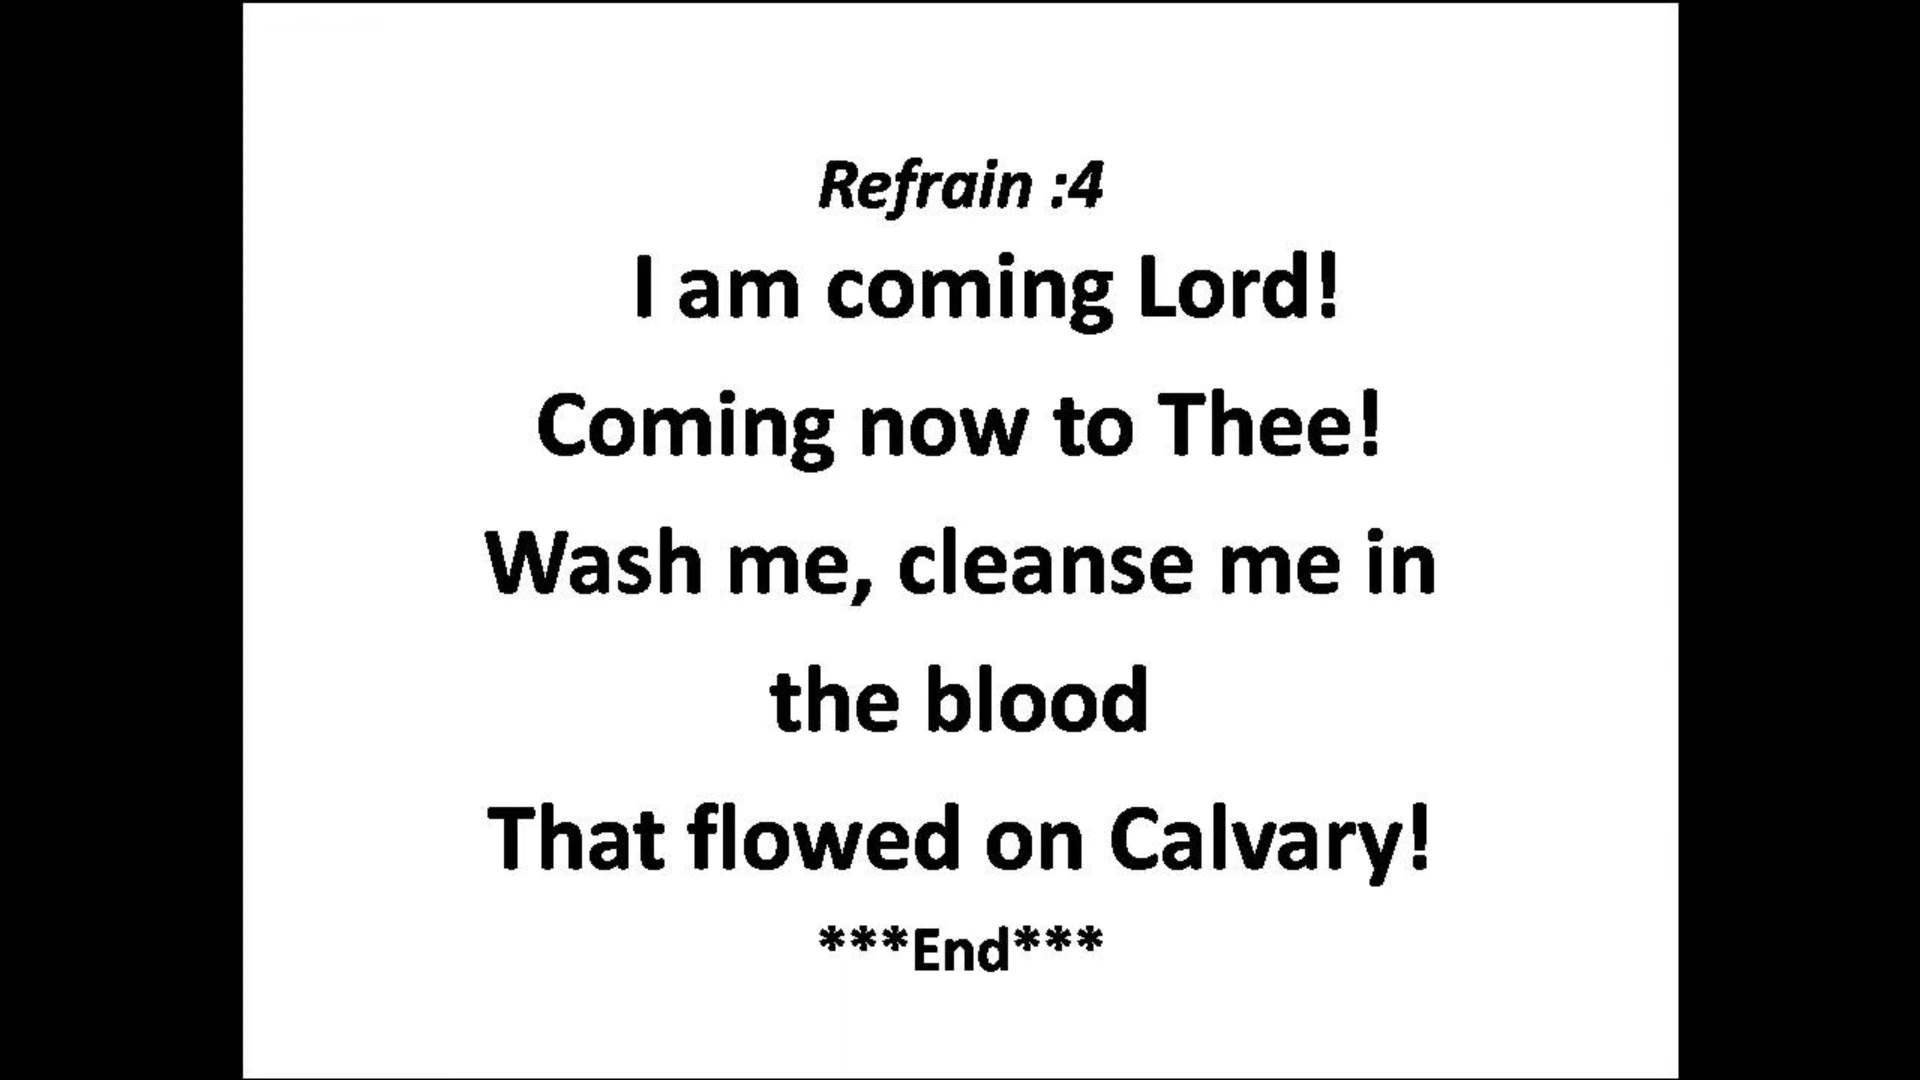 Refrain :4
I am coming Lord!
Coming now to Thee!
Wash me, cleanse me in
the blood
That flowed on Calvary!
***End***